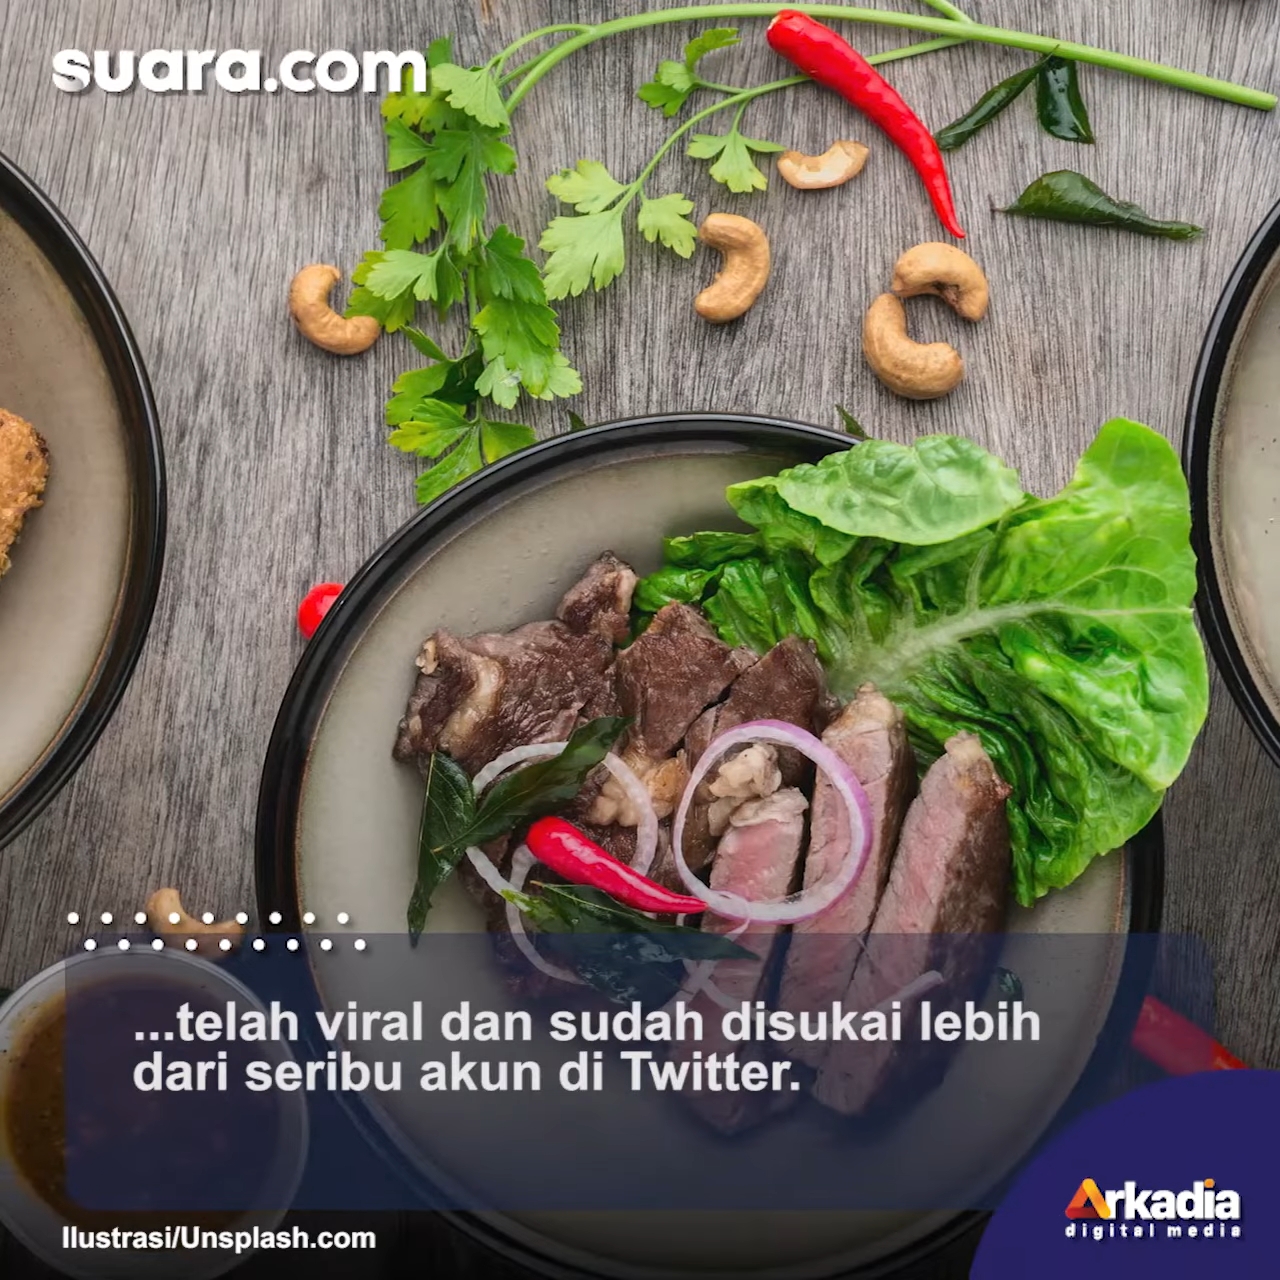 suara.com
...telah viral dan sudah disukai lebih
dari seribu akun di Twitter.
Ilustrasi/Unsplash.com
Arkadia
digital media